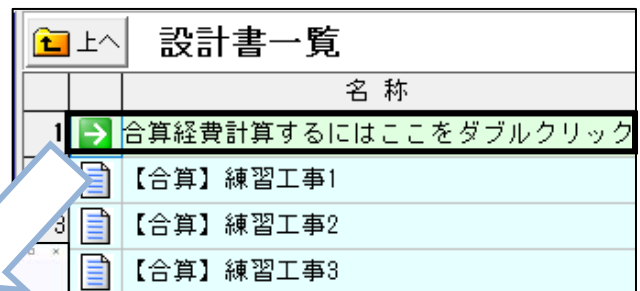 上へ 設計書一覧
名 称
1 合算経費計算するにはここをダブルクリック
【合算】練習工事1
3 【合算】練習工事2
【合算】練習工事3